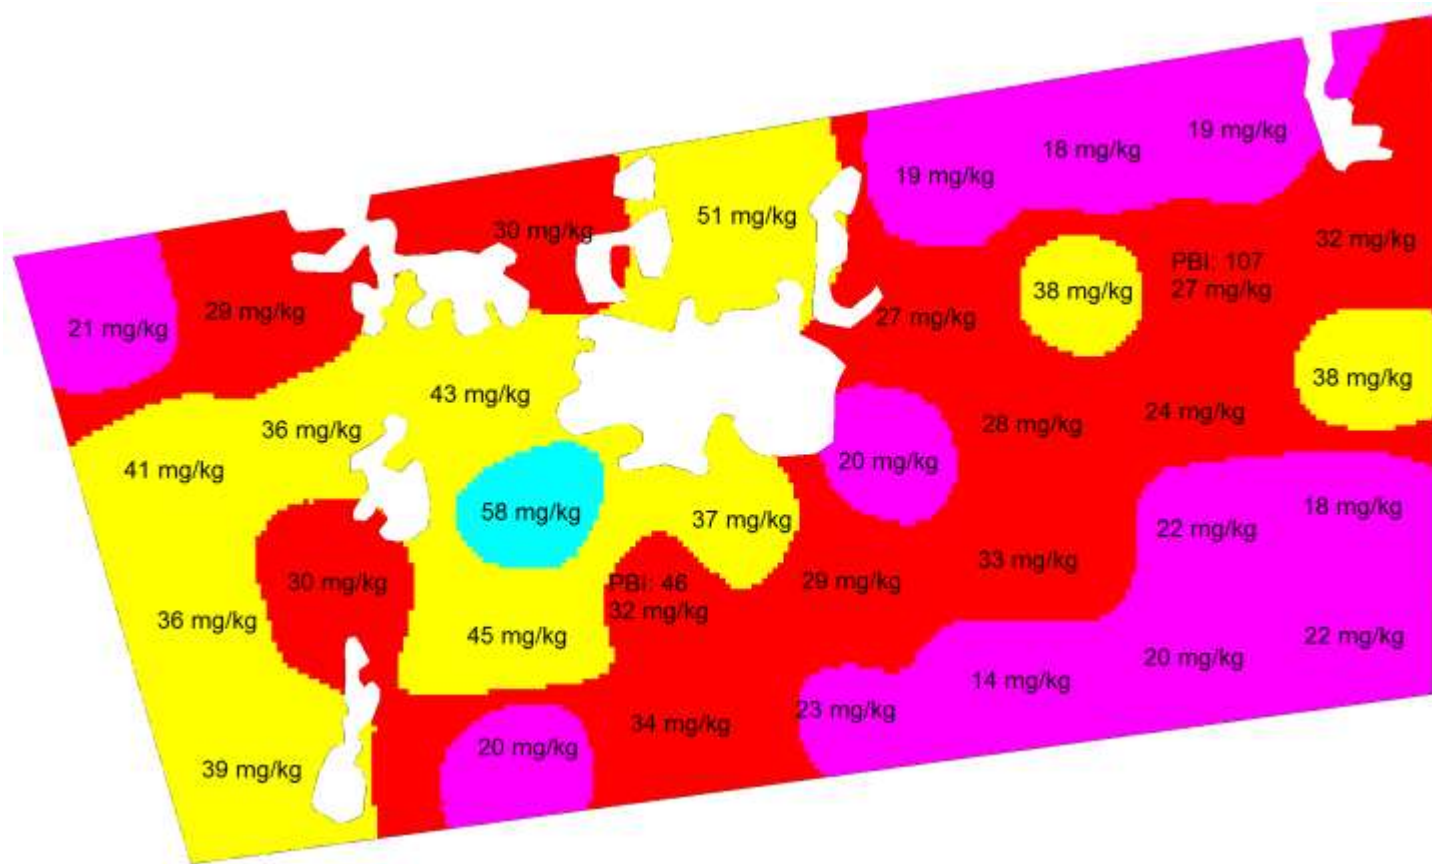 19 mg/kg
18 mg/kg
19 mg/kg
51 mg/kg
30 mg/kg
32 mg/kg
PBI: 107
27 mg/kg
38 mg/kg
29 mg/kg
21 mg/kg
27 mg/kg
38 mg/kg
43 mg/kg
24 mg/kg
28 mg/kg
36 mg/kg
41 mg/kg
20 mg/kg
18 mg/kg
58 mg/kg
37 mg/kg
22 mg/kg
33 mg/kg
30 mg/kg
29 mg/kg
PBI: 46
32 mg/kg
36 mg/kg
45 mg/kg
22 mg/kg
20 mg/kg
14 mg/kg
23 mg/kg
34 mg/kg
20 mg/kg
39 mg/kg